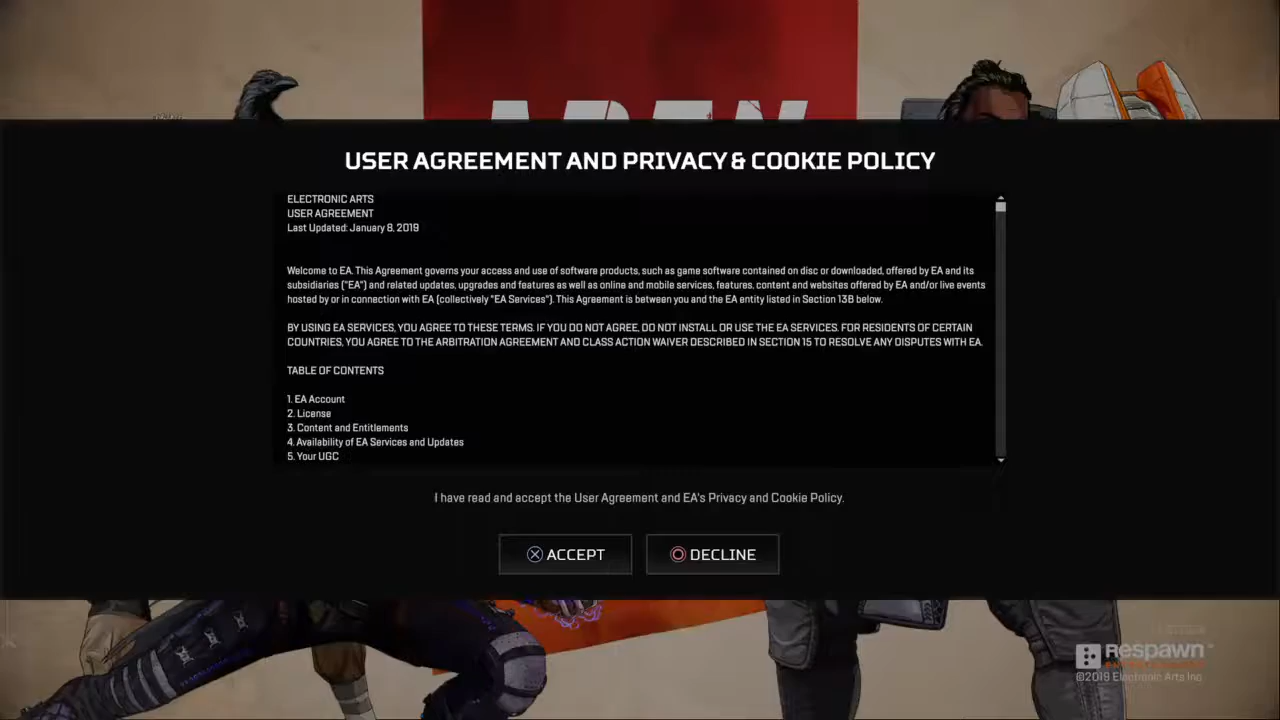 APEX
USER AGREEMENT AND PRIVACY & COOKIE POLICY
ELECTRONIC ARTS
USER AGREEMENT
Last Updated: January 8, 2019
Welcome to EA. This Agreement governs your access and use of software products, such as game software contained on disc or downloaded, offered by EA and its
subsidiaries ("EA") and related updates, upgrades and features as well as online and mobile services, features, content and websites offered by EA and/or live events
hosted by or in connection with EA (collectively "EA Services"). This Agreement is between you and the EA entity listed in Section 13B below.
BY USING EA SERVICES, YOU AGREE TO THESE TERMS. IF YOU DO NOT AGREE, DO NOT INSTALL OR USE THE EA SERVICES. FOR RESIDENTS OF CERTAIN
COUNTRIES, YOU AGREE TO THE ARBITRATION AGREEMENT AND CLASS ACTION WAIVER DESCRIBED IN SECTION 15 TO RESOLVE ANY DISPUTES WITH EA.
TABLE OF CONTENTS
1. EA Account
2. License
3. Content and Entitlements
4. Availability of EA Services and Updates
5. Your UGC
I have read and accept the User Agreement and EA's Privacy and Cookie Policy.
ACCEPT
DECLINE
Respawn
ENTERTAINMENT
©2019 Electronic Arts Inc